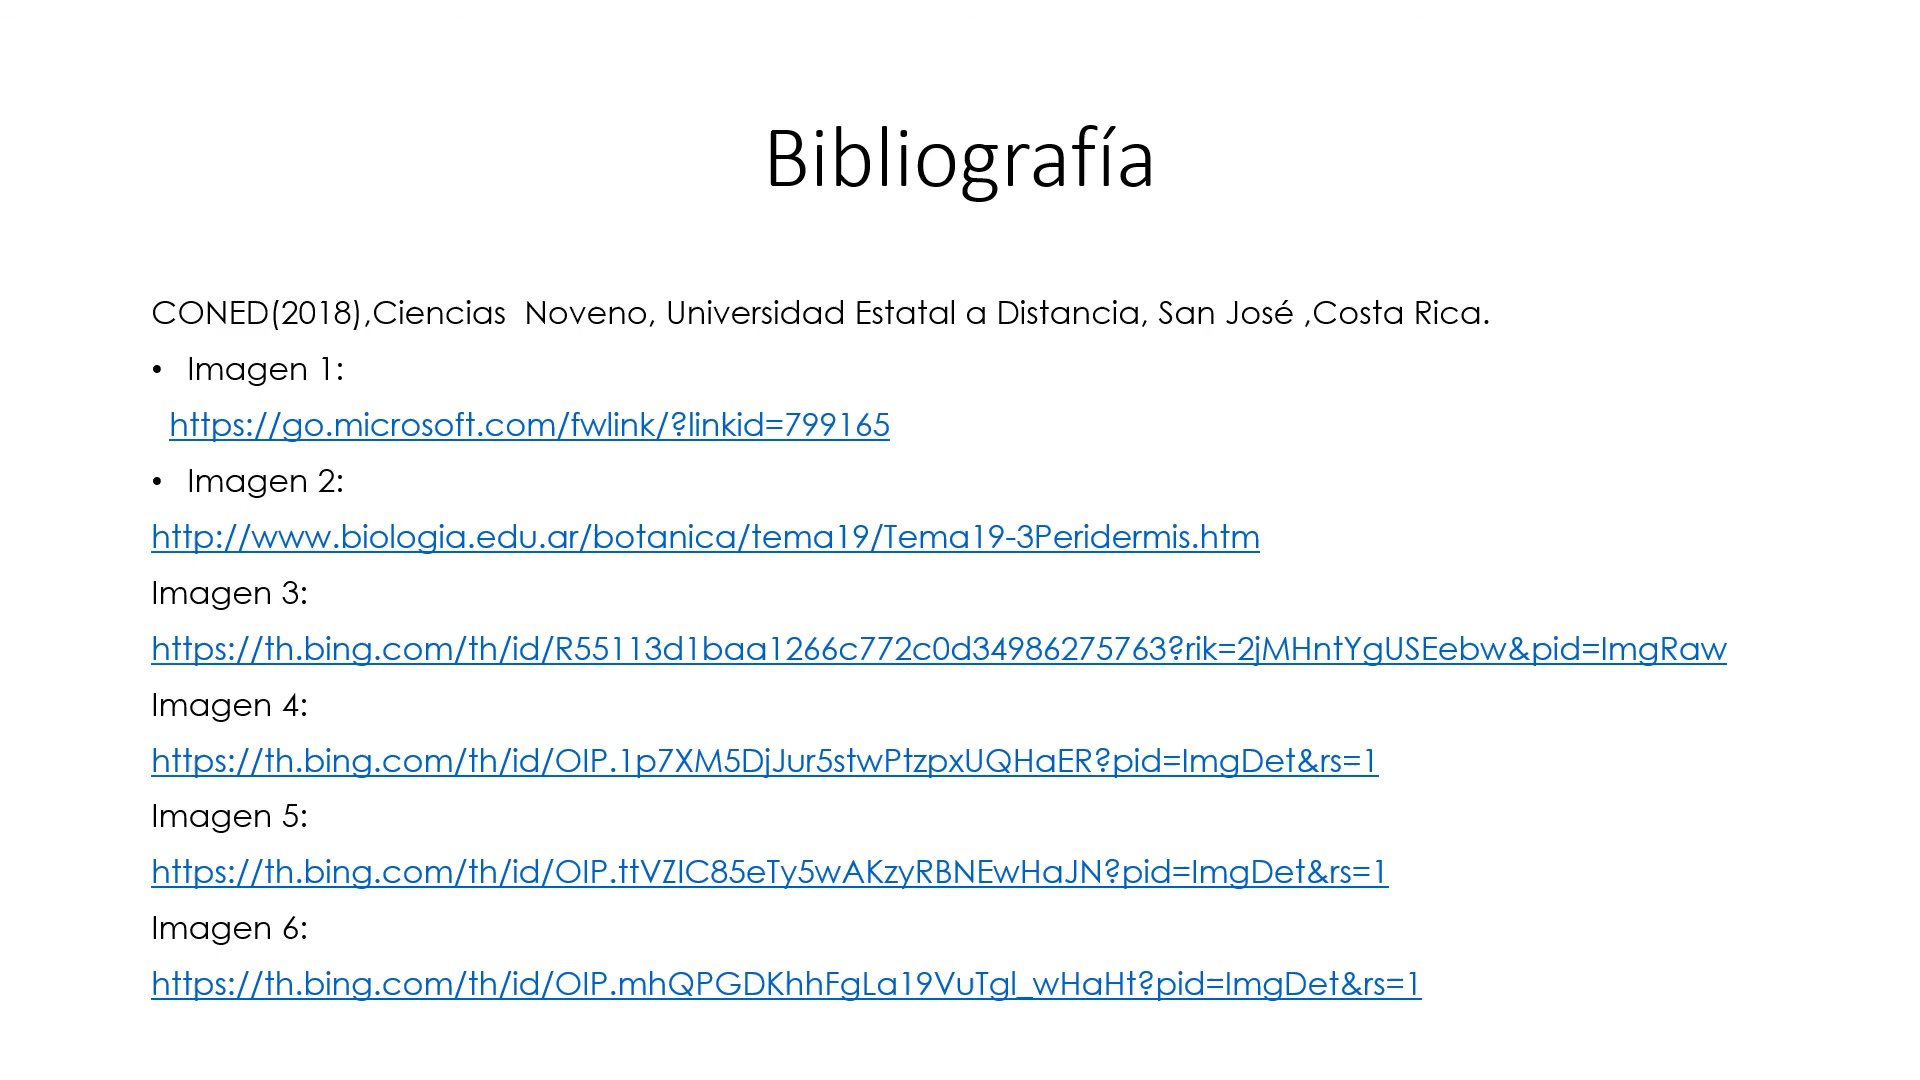 Bibliografía
CONED(2018),Ciencias  Noveno, Universidad Estatal a Distancia, San José ,Costa Rica.
• Imagen 1:
https://go.microsoft.com/fwlink/?linkid=799165
• Imagen 2:
http://www.biologia.edu.ar/botanica/tema19/Tema19-3Peridermis.htm
Imagen 3:
https://th.bing.com/th/id/R55113d1baa1266c772c0d34986275763?rik=2jMHntYgUSEebw&pid=ImgRaw
Imagen 4:
https://th.bing.com/th/id/OIP.1p7XM5DjJur5stwPtzpxUQHaER?pid=ImgDet&rs=1
Imagen 5:
https://th.bing.com/th/id/OIP.ttVZIC85eTy5wAKzyRBNEwHaJN?pid=ImgDet&rs=1
Imagen 6:
https://th.bing.com/th/id/OIP.mhQPGDKhhFgLa19VuTgl_wHaHt?pid=ImgDet&rs=1